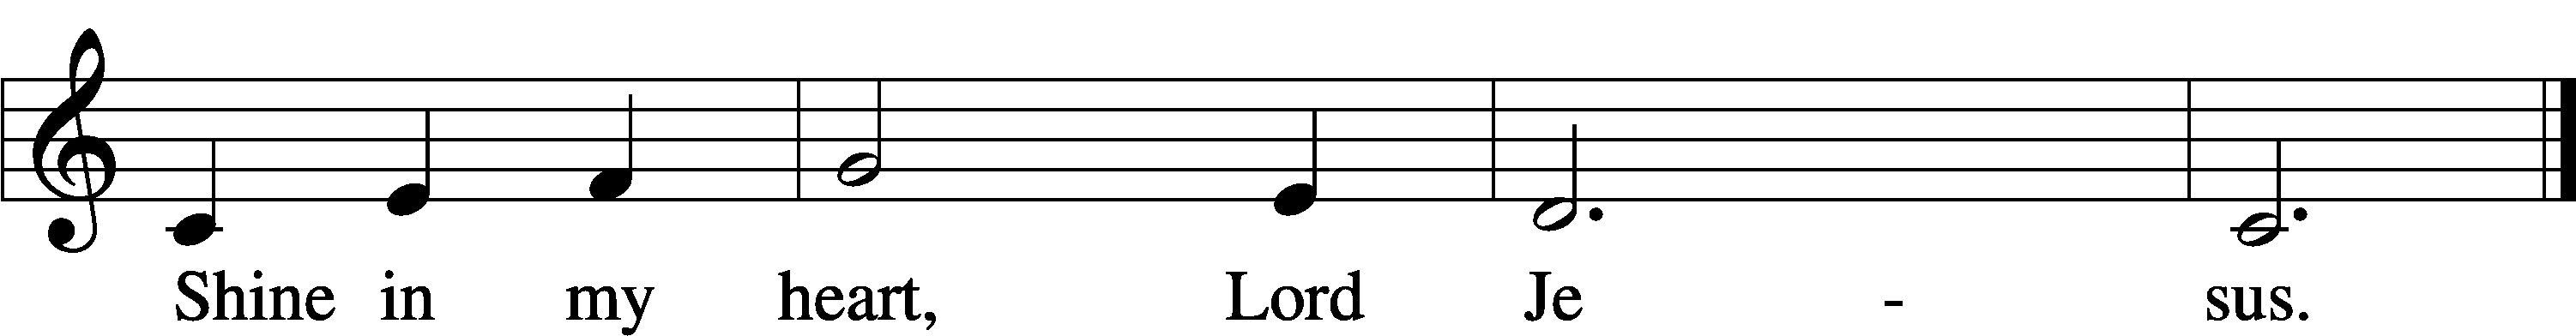 Shine in my heart, Lord Je - sus.